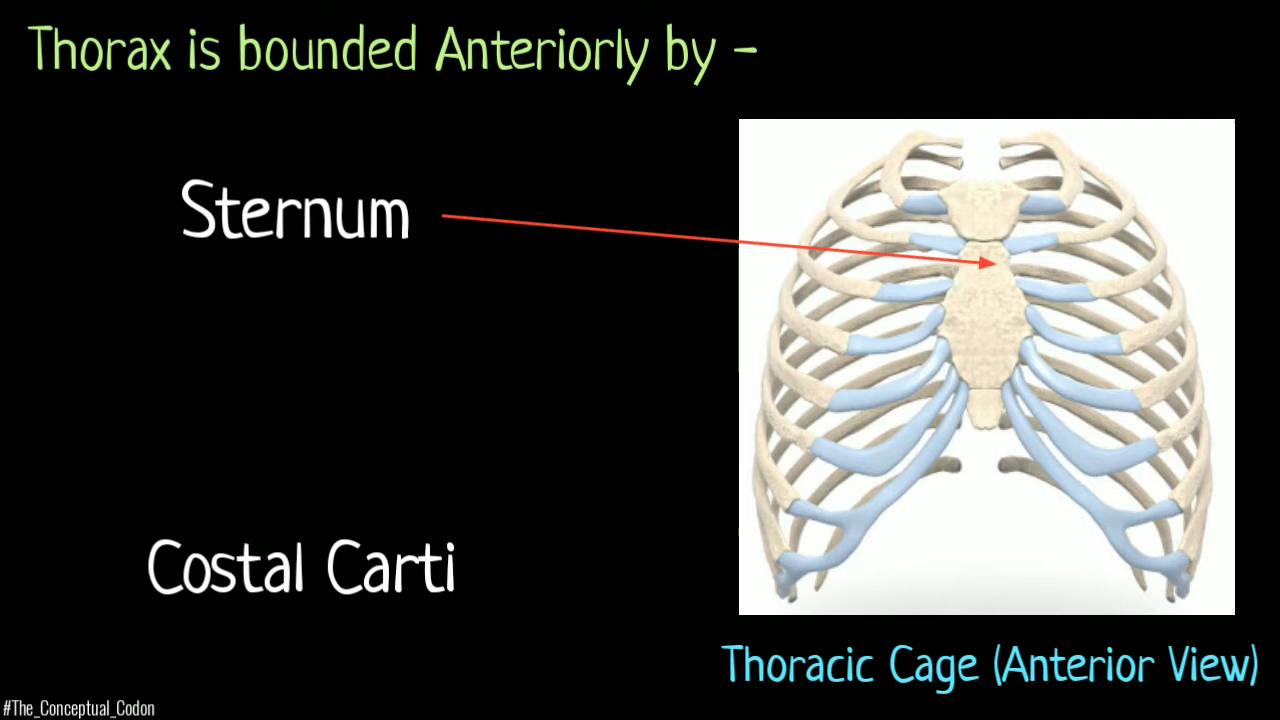 Thorax is bounded Anteriorly by -
Sternum
Costal Carti
Thoracic Cage (Anterior View)
#The_Conceptual_Codon